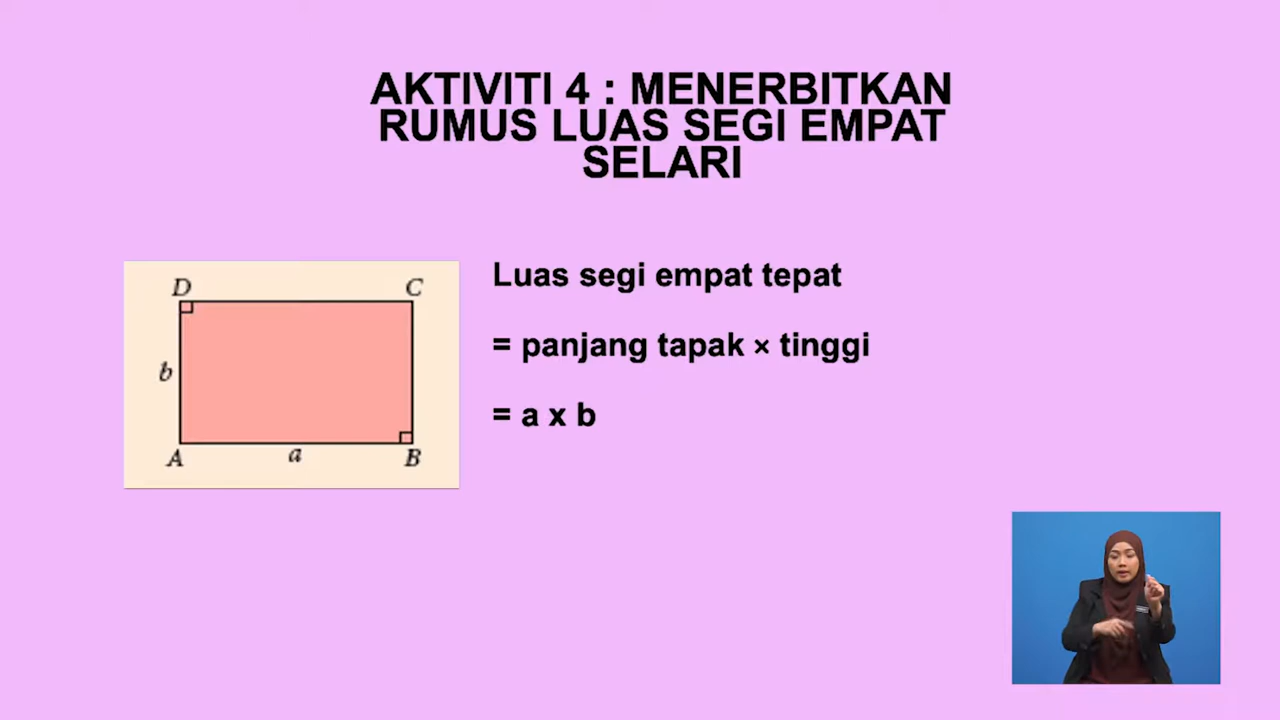 AKTIVITI 4 : MENERBITKAN
RUMUS LUAS SEGI EMPAT
SELARI
D
C
b
A
a
B
Luas segi empat tepat
= panjang tapak × tinggi
= a x b